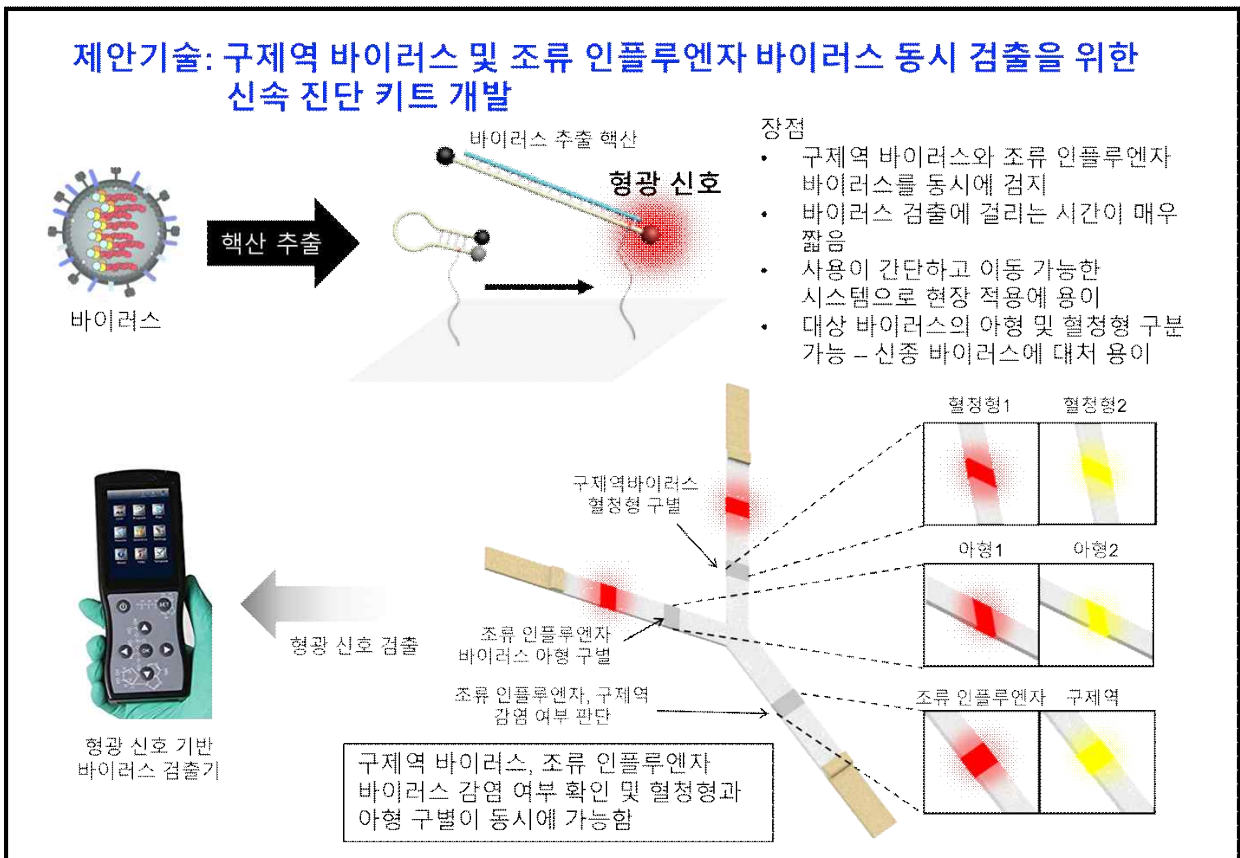 제안기술: 구제역 바이러스 및 조류 인플루엔자 바이러스 동시 검출을 위한
신속 진단 키트 개발
바이러스 추출 핵산
형광 신호
핵산 추출
바이러스
장점
• 구제역 바이러스와 조류 인플루엔자
바이러스를 동시에 검지
• 바이러스 검출에 걸리는 시간이 매우
짧음
• 사용이 간단하고 이동 가능한
시스템으로 현장 적용에 용이
• 대상 바이러스의 아형 및 혈청형 구분
가능 – 신종 바이러스에 대처 용이
혈청형1 혈청형2
구제역바이러스
혈청형 구별
아형1 아형2
형광 신호 검출
조류 인플루엔자
바이러스 아형 구별
조류 인플루엔자, 구제역
감염 여부 판단
조류 인플루엔자 구제역
형광 신호 기반
바이러스 검출기
구제역 바이러스, 조류 인플루엔자
바이러스 감염 여부 확인 및 혈청형과
아형 구별이 동시에 가능함